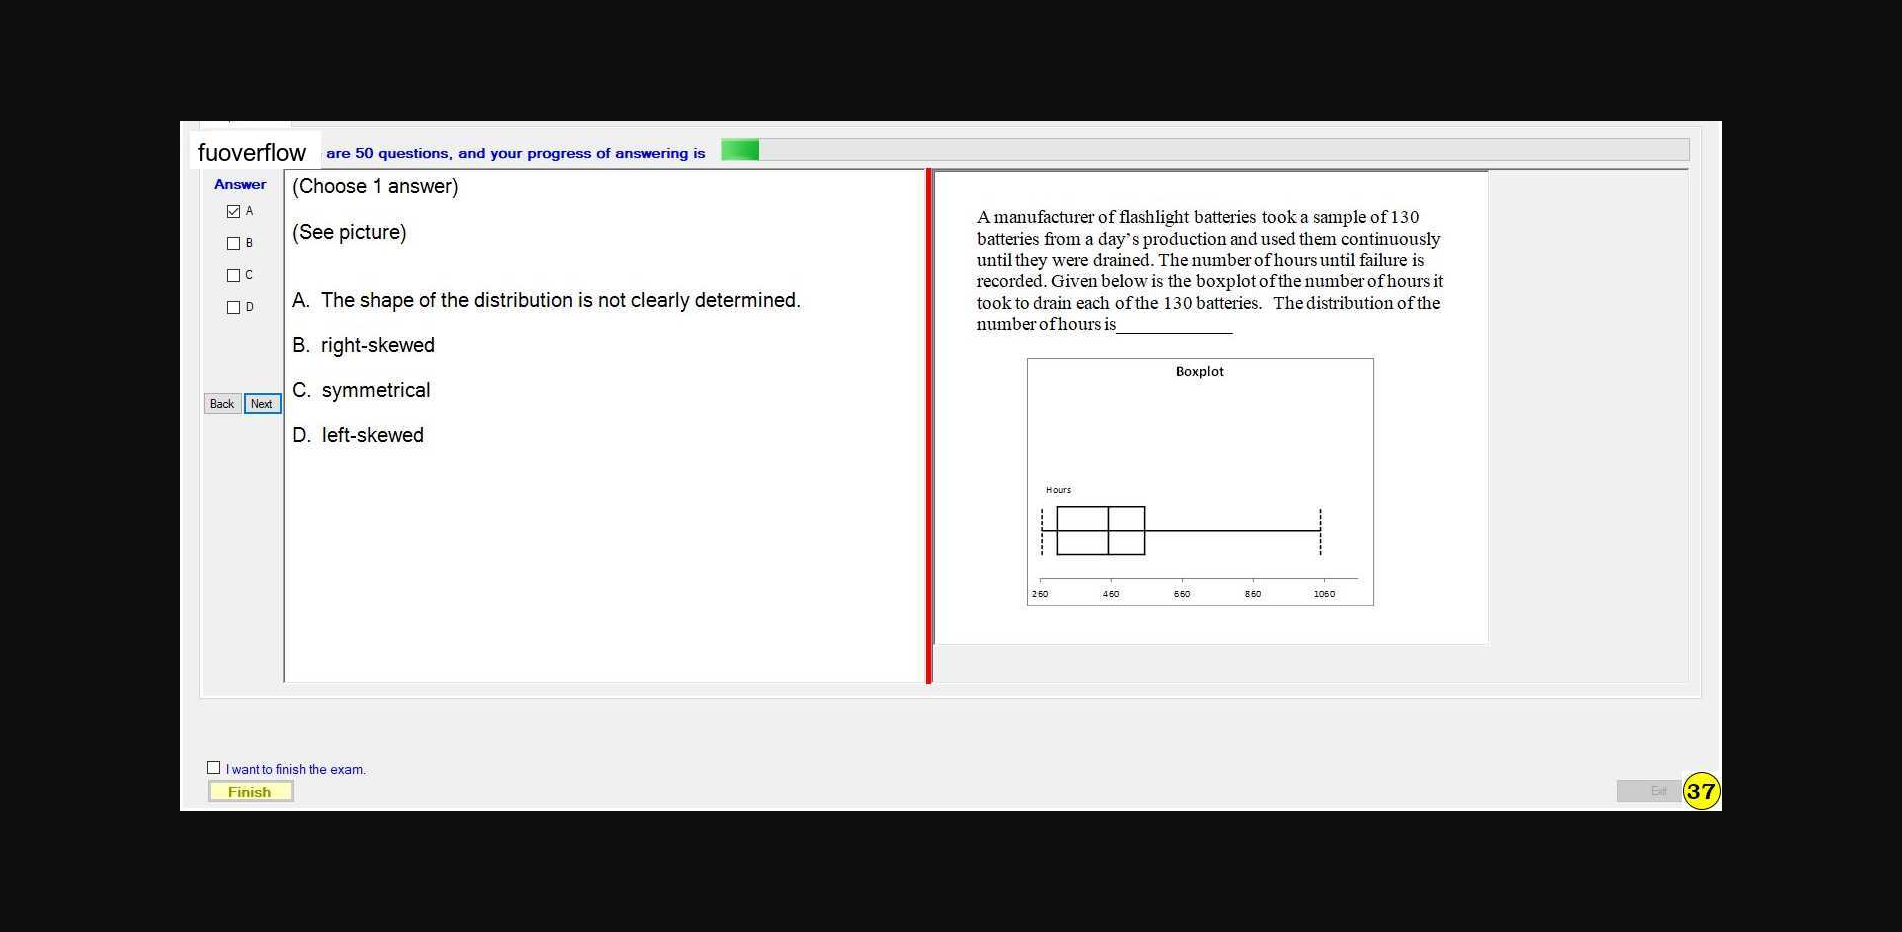 fuoverflow are 50 questions, and your progress of answering is
Answer
A
B
C
D
Back Next
(Choose 1 answer)
(See picture)
A. The shape of the distribution is not clearly determined.
B. right-skewed
C. symmetrical
D. left-skewed
A manufacturer of flashlight batteries took a sample of 130
batteries from a day's production and used them continuously
until they were drained. The number of hours until failure is
recorded. Given below is the boxplot of the number of hours it
took to drain each of the 130 batteries. The distribution of the
number of hours is______________
Boxplot
Hours
260 460 660 860 1060
I want to finish the exam.
Finish
Exit
37